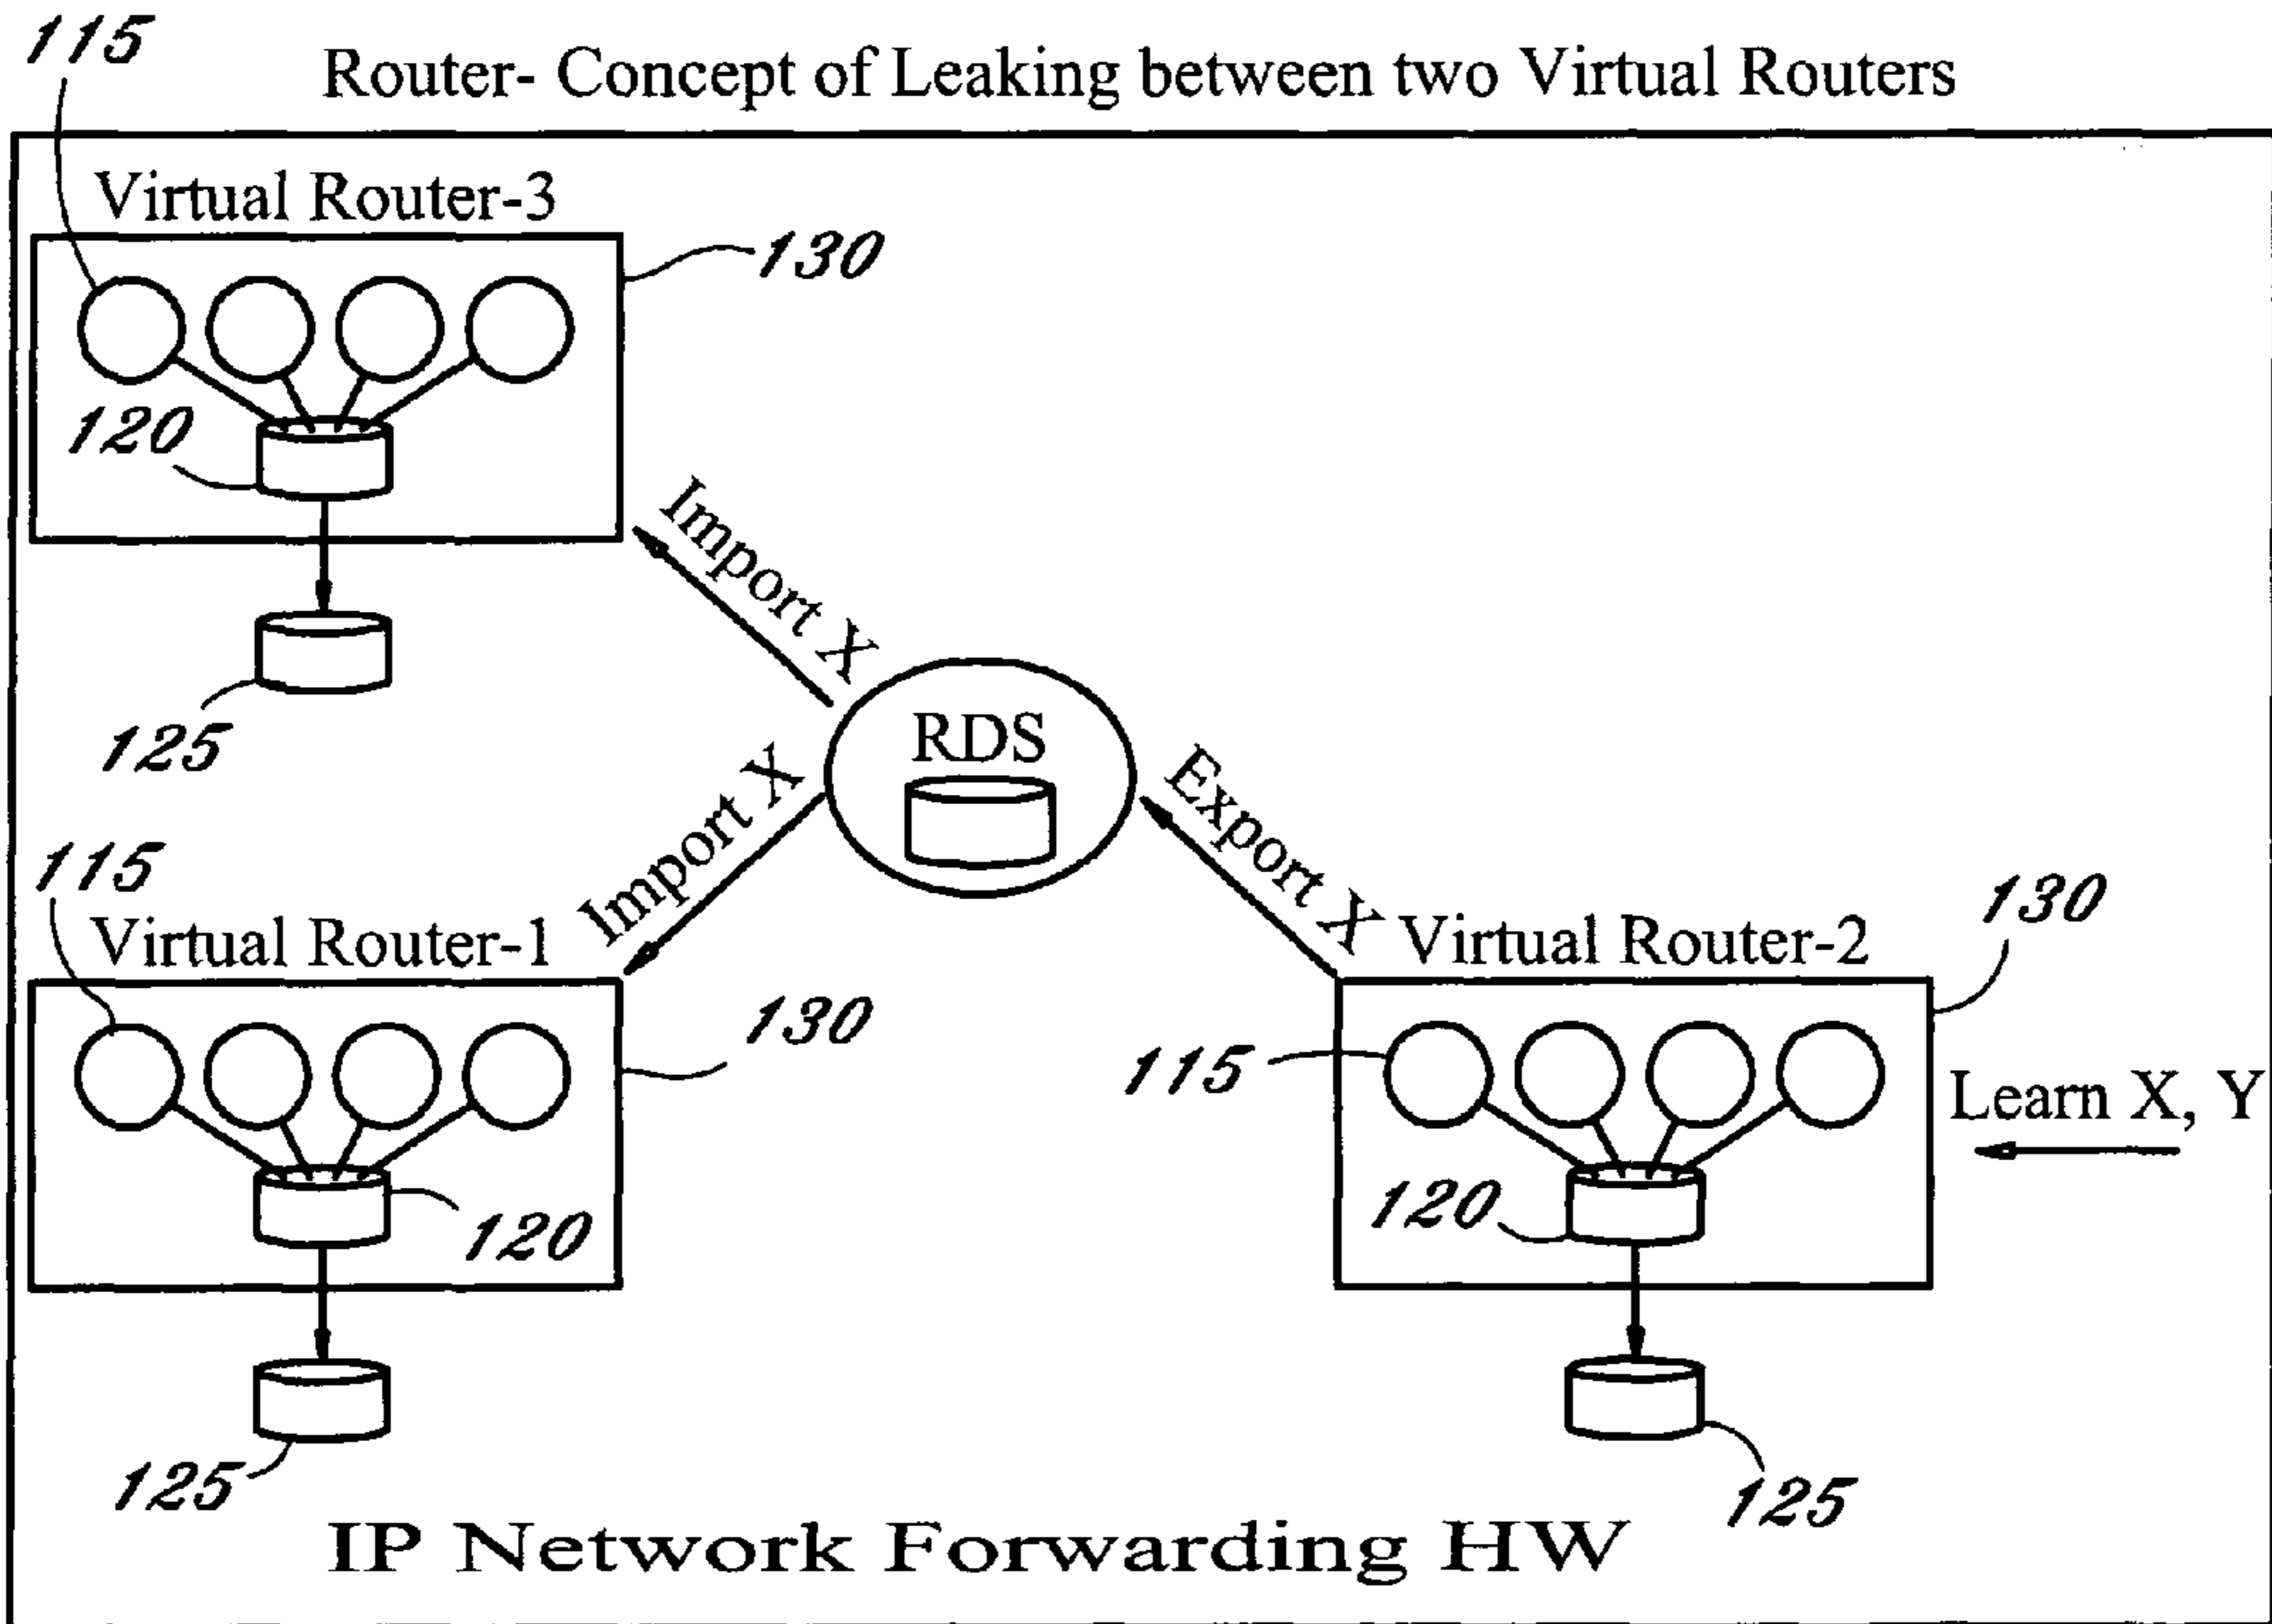 115
Router- Concept of Leaking between two Virtual Routers
Virtual Router-3
130
120
Import X
125
RDS
Import X
Export X
115
Virtual Router-1
Virtual Router-2
130
130
115
Learn X, Y
120
120
125
125
IP Network Forwarding HW